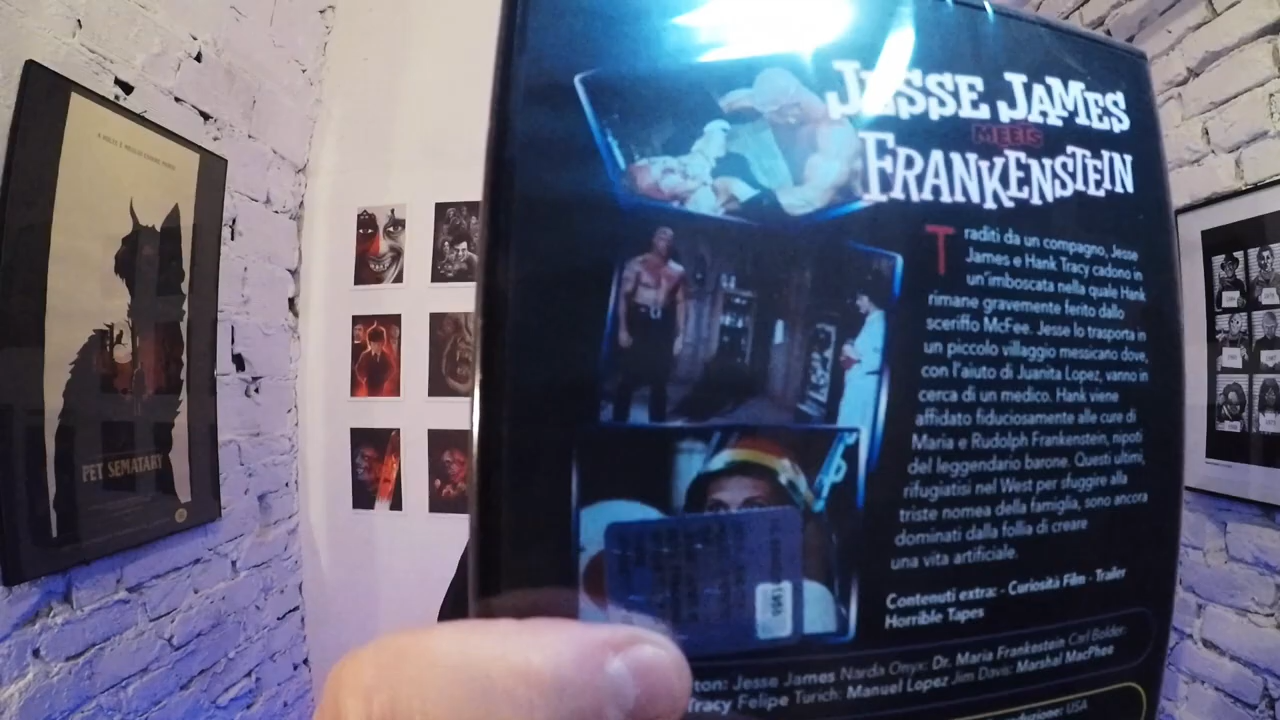 PET SEMATARY
JESSE JAMES
MEETS
FRANKENSTEIN
Traditi da un compagno, Jesse
James e Hank Tracy cadono in
un'imboscata nella quale Hank
rimane gravemente ferito dallo
sceriffo McFee. Jesse lo trasporta in
un piccolo villaggio messicano dove,
con l'aiuto di Juanita Lopez, vanno in
cerca di un medico. Hank viene
affidato fiduciosamente alle cure di
Maria e Rudolph Frankenstein, nipoti
del leggendario barone. Questi ultimi,
rifugiatisi nel West per sfuggire alla
triste nomea della famiglia, sono ancora
dominati dalla follia di creare
una vita artificiale.
Contenuti extra: - Curiosità Film - Trailer
Horrible Tapes
ton: Jesse James Narda Onyx: Dr. Maria Frankestein Carl Bolder:
Tracy Felipe Turich: Manuel Lopez Jim Davis: Marshal MacPhee
roduzione: USA